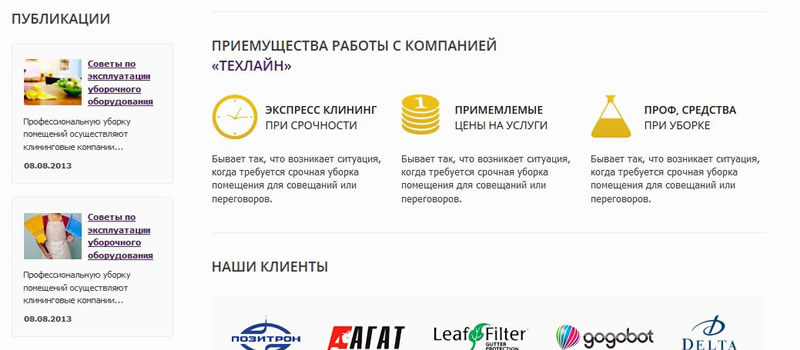 ПУБЛИКАЦИИ
Советы по
эксплуатации
уборочного
оборудования
Профессиональную уборку
помещений осуществляют
клининговые компании...
08.08.2013
Советы по
эксплуатации
уборочного
оборудования
Профессиональную уборку
помещений осуществляют
клининговые компании...
08.08.2013
ПРИЕМУЩЕСТВА РАБОТЫ С КОМПАНИЕЙ
«ТЕХЛАЙН»
ЭКСПРЕСС КЛИНИНГ
ПРИ СРОЧНОСТИ
Бывает так, что возникает ситуация,
когда требуется срочная уборка
помещения для совещаний или
переговоров.
1
ПРИМЕМЛЕМЫЕ
ЦЕНЫ НА УСЛУГИ
Бывает так, что возникает ситуация,
когда требуется срочная уборка
помещения для совещаний или
переговоров.
ПРОФ, СРЕДСТВА
ПРИ УБОРКЕ
Бывает так, что возникает ситуация,
когда требуется срочная уборка
помещения для совещаний или
переговоров.
НАШИ КЛИЕНТЫ
ПОЗИТРОН
АГАТ
Leaf Filter
GUTTER
PROTECTION
gogobot
DELTA